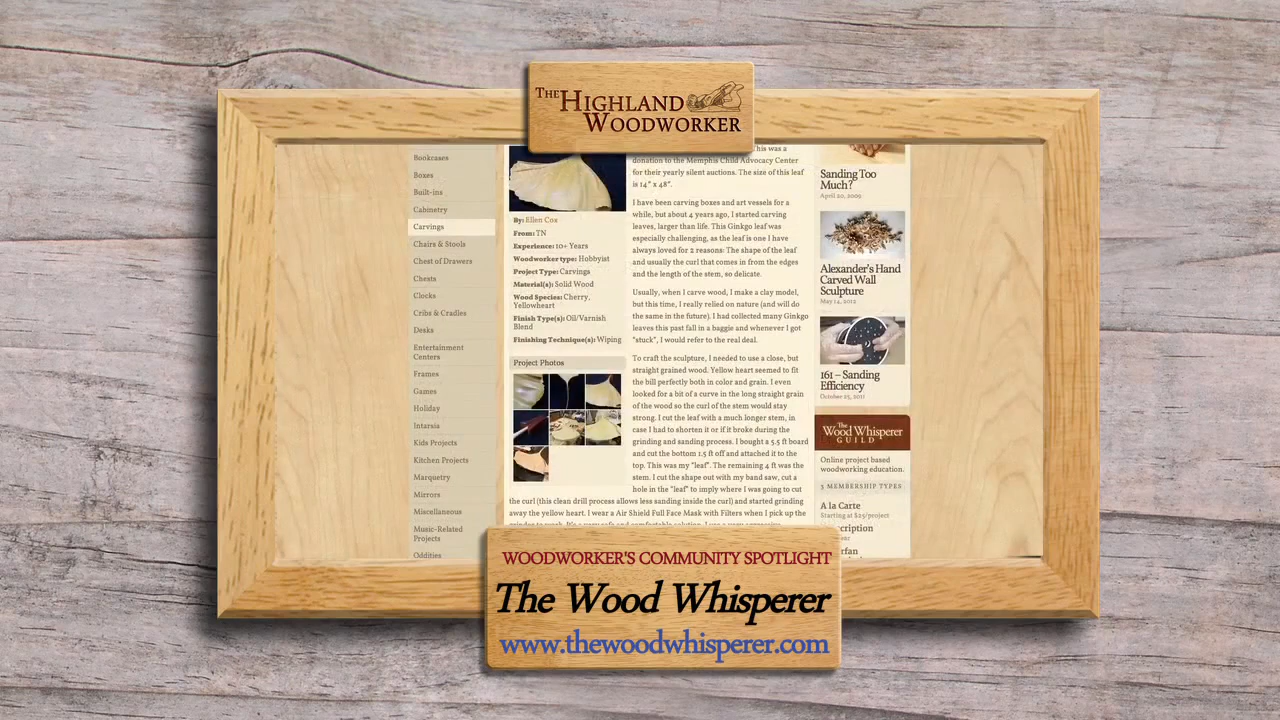 THE HIGHLAND
WOODWORKER
Bookcases
Boxes
Built-ins
Cabinetry
Carvings
Chairs & Stools
Chest of Drawers
Chests
Clocks
Cribs & Cradles
Desks
Entertainment
Centers
Frames
Games
Holiday
Intarsia
Kids Projects
Kitchen Projects
Marquetry
Mirrors
Miscellaneous
Music-Related
Projects
Oddities
By: Ellen Cox
From: TN
Experience: 10+ Years
Woodworker type: Hobbyist
Project Type: Carvings
Material(s): Solid Wood
Wood Species: Cherry,
Yellowheart
Finish Type(s): Oil/Varnish
Blend
Finishing Technique(s): Wiping
Project Photos
his was a
donation to the Memphis Child Advocacy Center
for their yearly silent auctions. The size of this leaf
is 14" x 48".
I have been carving boxes and art vessels for a
while, but about 4 years ago, I started carving
leaves, larger than life. This Ginkgo leaf was
especially challenging, as the leaf is one I have
always loved for 2 reasons: The shape of the leaf
and usually the curl that comes in from the edges
and the length of the stem, so delicate.
Usually, when I carve wood, I make a clay model,
but this time, I really relied on nature (and will do
the same in the future). I had collected many Ginkgo
leaves this past fall in a baggie and whenever I got
"stuck", I would refer to the real deal.
To craft the sculpture, I needed to use a close, but
straight grained wood. Yellow heart seemed to fit
the bill perfectly both in color and grain. I even
looked for a bit of a curve in the long straight grain
of the wood so the curl of the stem would stay
strong. I cut the leaf with a much longer stem, in
case I had to shorten it or if it broke during the
grinding and sanding process. I bought a 5.5 ft board
and cut the bottom 1.5 ft off and attached it to the
top. This was my "leaf". The remaining 4 ft was the
stem. I cut the shape out with my band saw, cut a
hole in the "leaf" to imply where I was going to cut
the curl (this clean drill process allows less sanding inside the curl) and started grinding
away the yellow heart. I wear a Air Shield Full Face Mask with Filters when I pick up the
Sanding Too
Much?
April 20, 2009
Alexander's Hand
Carved Wall
Sculpture
May 14, 2012
161 – Sanding
Efficiency
October 25, 2011
The
Wood Whisperer
GUILD
Online project based
woodworking education.
3 MEMBERSHIP TYPES
A la Carte
Starting at $25/project
cription
WOODWORKER'S COMMUNITY SPOTLIGHT
The Wood Whisperer
www.thewoodwhisperer.com